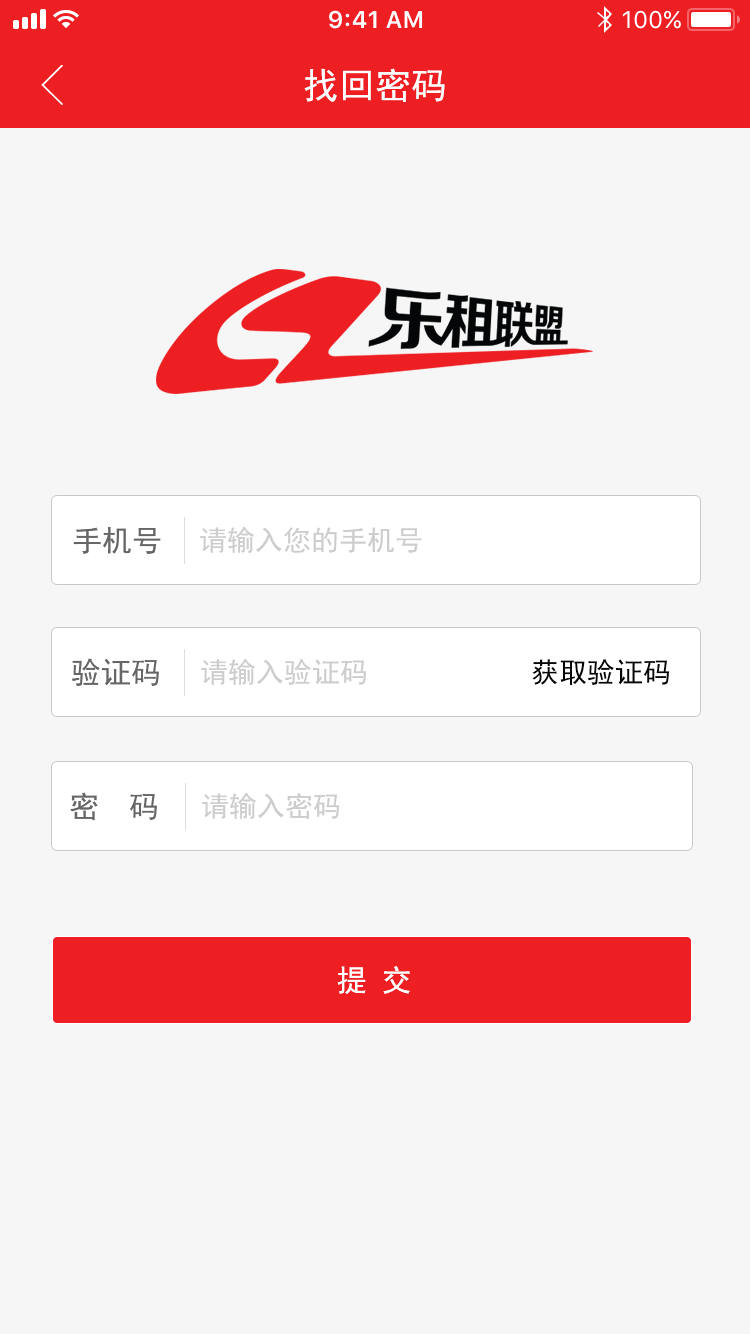 9:41 AM 100%
找回密码
乐租联盟
手机号 请输入您的手机号
验证码 请输入验证码 获取验证码
密 码 请输入密码
提 交